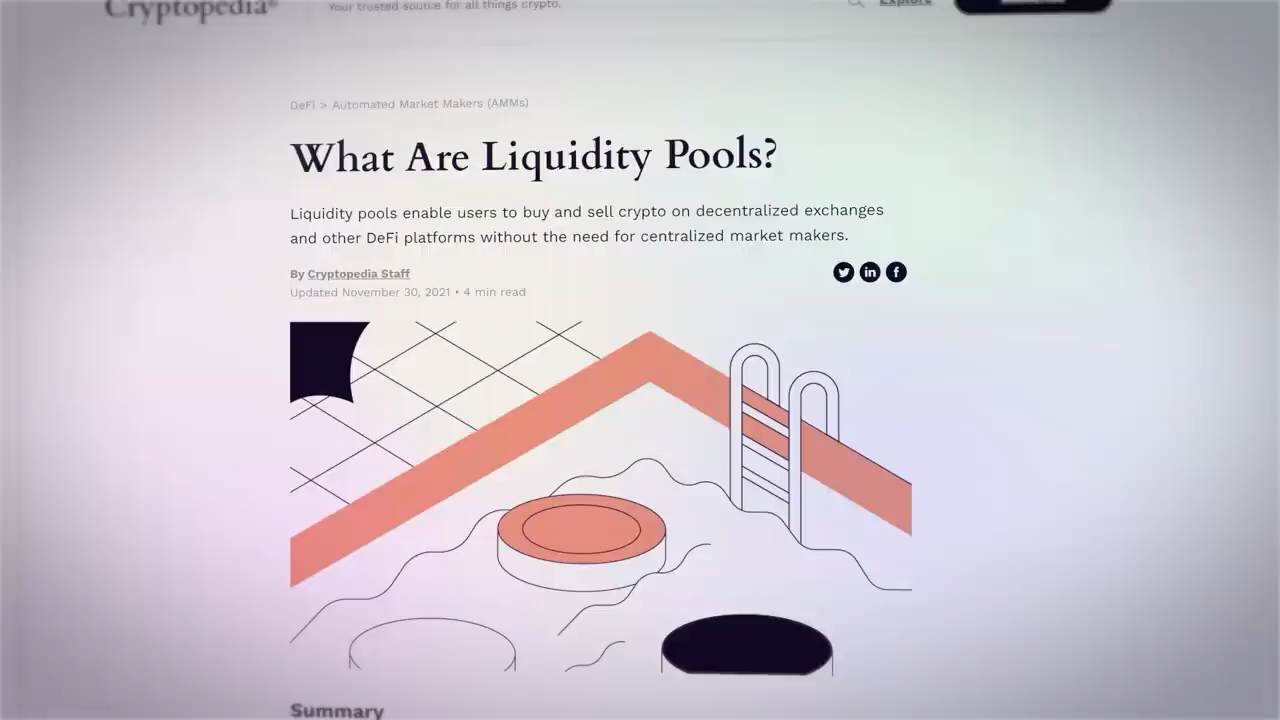 Cryptopedia®
Your trusted source for all things crypto.
Explore
DeFi > Automated Market Makers (AMMs)
What Are Liquidity Pools?
Liquidity pools enable users to buy and sell crypto on decentralized exchanges
and other DeFi platforms without the need for centralized market makers.
By Cryptopedia Staff
Updated November 30, 2021 • 4 min read
Summary